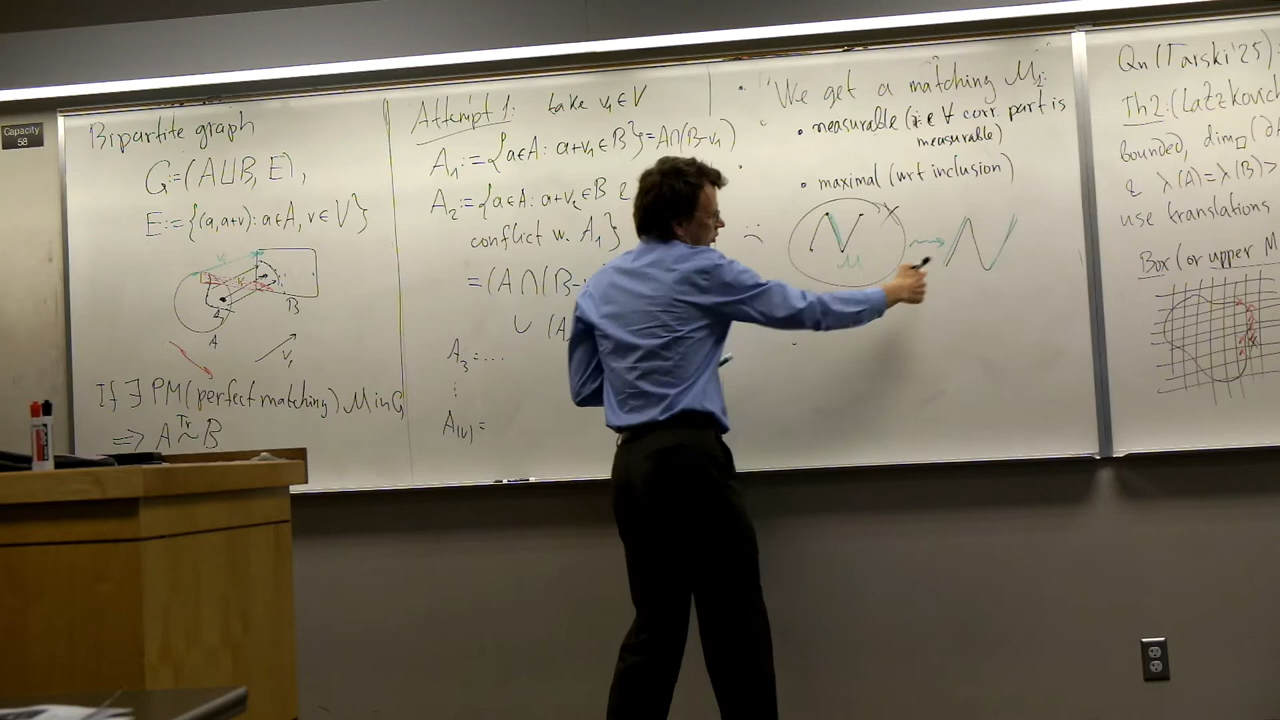 Capacity
58
Bipartite graph
G:=(A⊔B, E),
E:={(a,a+v): a∈A, v∈V}
B
A
V₁
If ∃ PM(perfect matching) M in G
=> A Tr~ B
Attempt 1: take v₁∈V
A₁:={a∈A: a+v₁∈B}=A∩(B-v₁)
A₂:={a∈A: a+v₂∈B &
conflict w. A₁}
=(A∩(B-
∪ (A
A₃=...
⋮
A|V|=
We get a matching M₁:
• measurable (i.e ∀ corr. part is
measurable)
• maximal (wrt inclusion)
M
Qn(Tarski'25):
Th2:(Laczkovich
bounded, dim□(∂
& λ(A)=λ(B)>
use translations
Box (or upper M